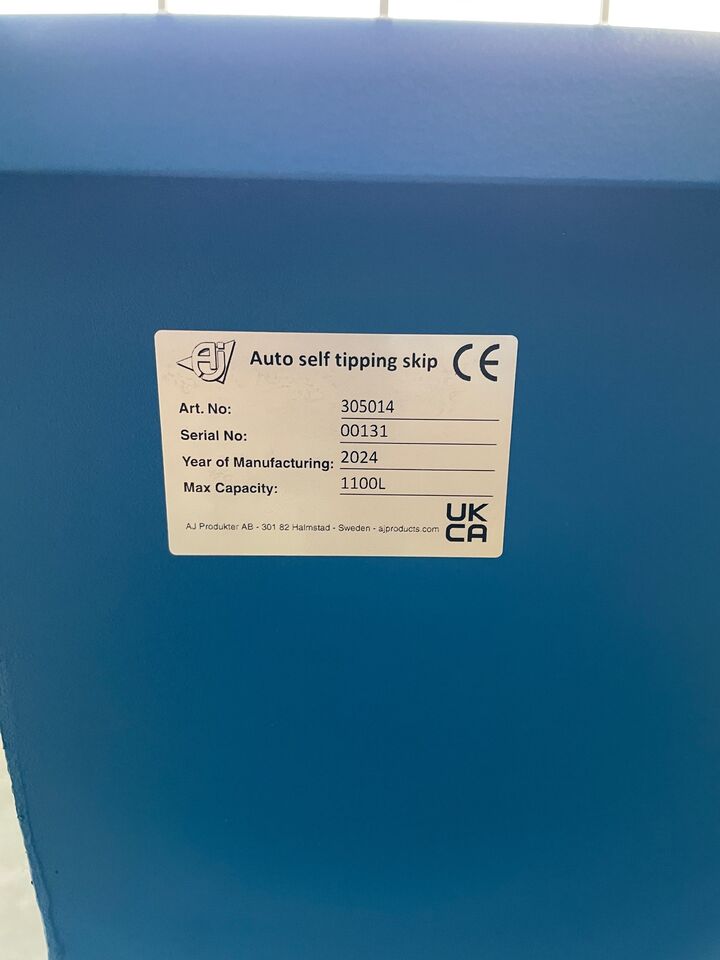 AJ Auto self tipping skip CE
Art. No: 305014
Serial No: 00131
Year of Manufacturing: 2024
Max Capacity: 1100L
UK
CA
AJ Produkter AB - 301 82 Halmstad - Sweden - ajproducts.com